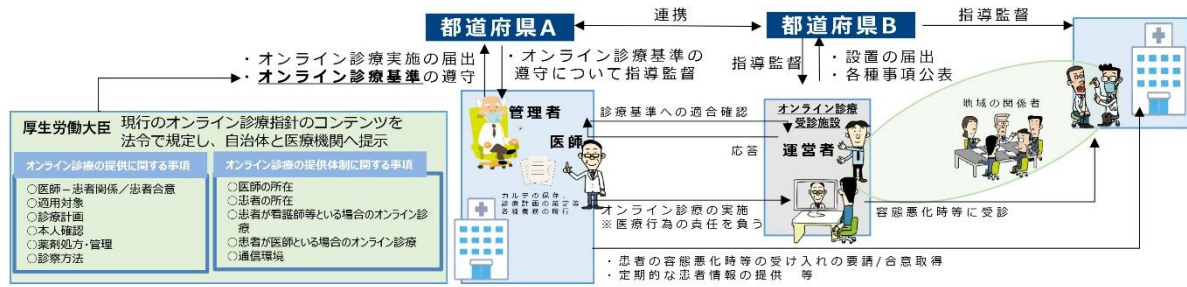 都道府県A
連携
都道府県B
指導監督
・オンライン診療実施の届出
・オンライン診療基準の遵守
・オンライン診療基準の
遵守について指導監督
指導監督
・設置の届出
・各種事項公表
厚生労働大臣
現行のオンライン診療指針のコンテンツを
法令で規定し、自治体と医療機関へ提示
オンライン診療の提供に関する事項
○医師－患者関係／患者合意
○適用対象
○診療計画
○本人確認
○薬剤処方・管理
○診察方法
オンライン診療の提供体制に関する事項
○医師の所在
○患者の所在
○患者が看護師等といる場合のオンライン診
療
○患者が医師といる場合のオンライン診療
○通信環境
管理者
医師
カルテの保存、
診療計画の策定等
各種義務の履行
診療基準への適合確認
応答
オンライン診療の実施
※医療行為の責任を負う
オンライン診療
受診施設
運営者
地域の関係者
容態悪化時等に受診
・患者の容態悪化時等の受け入れの要請/合意取得
・定期的な患者情報の提供　等